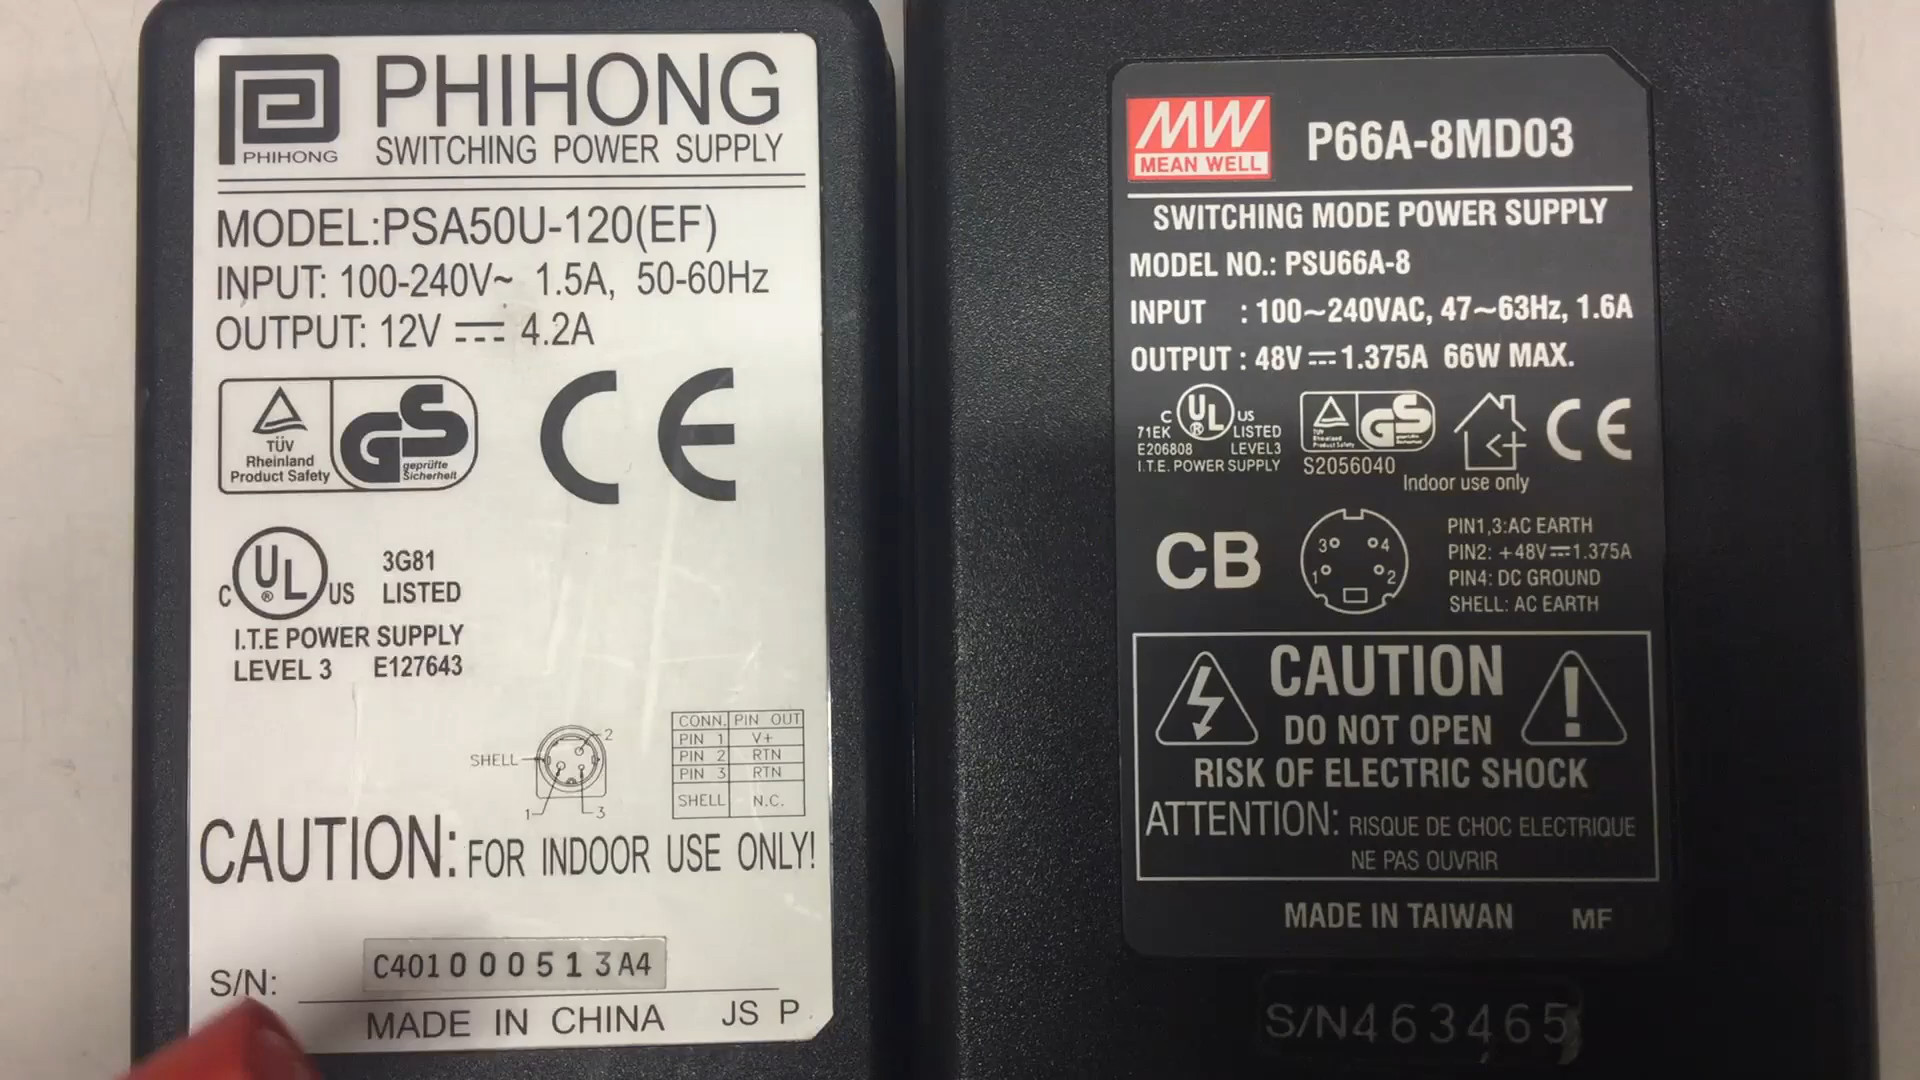 PHIHONG
PHIHONG
SWITCHING POWER SUPPLY
MODEL:PSA50U-120(EF)
INPUT: 100-240V~ 1.5A, 50-60Hz
OUTPUT: 12V ⎓ 4.2A
TÜV
Rheinland
Product Safety
GS
geprüfte
Sicherheit
CE
C UL ® US
3G81
LISTED
I.T.E POWER SUPPLY
LEVEL 3 E127643
SHELL
2
1
3
CONN. PIN OUT
PIN 1 V+
PIN 2 RTN
PIN 3 RTN
SHELL N.C.
CAUTION: FOR INDOOR USE ONLY!
S/N: C401000513A4
MADE IN CHINA JS P
MW
MEAN WELL
P66A-8MD03
SWITCHING MODE POWER SUPPLY
MODEL NO.: PSU66A-8
INPUT : 100~240VAC, 47~63Hz, 1.6A
OUTPUT : 48V⎓1.375A 66W MAX.
C UL ® US
71EK LISTED
E206808 LEVEL3
I.T.E. POWER SUPPLY
TÜV
Rheinland
Product Safety
GS
geprüfte
Sicherheit
S2056040
Indoor use only
CE
CB
3 4
1 2
PIN1,3:AC EARTH
PIN2: +48V⎓1.375A
PIN4: DC GROUND
SHELL: AC EARTH
CAUTION
DO NOT OPEN
RISK OF ELECTRIC SHOCK
ATTENTION: RISQUE DE CHOC ELECTRIQUE
NE PAS OUVRIR
MADE IN TAIWAN MF
S/N463465